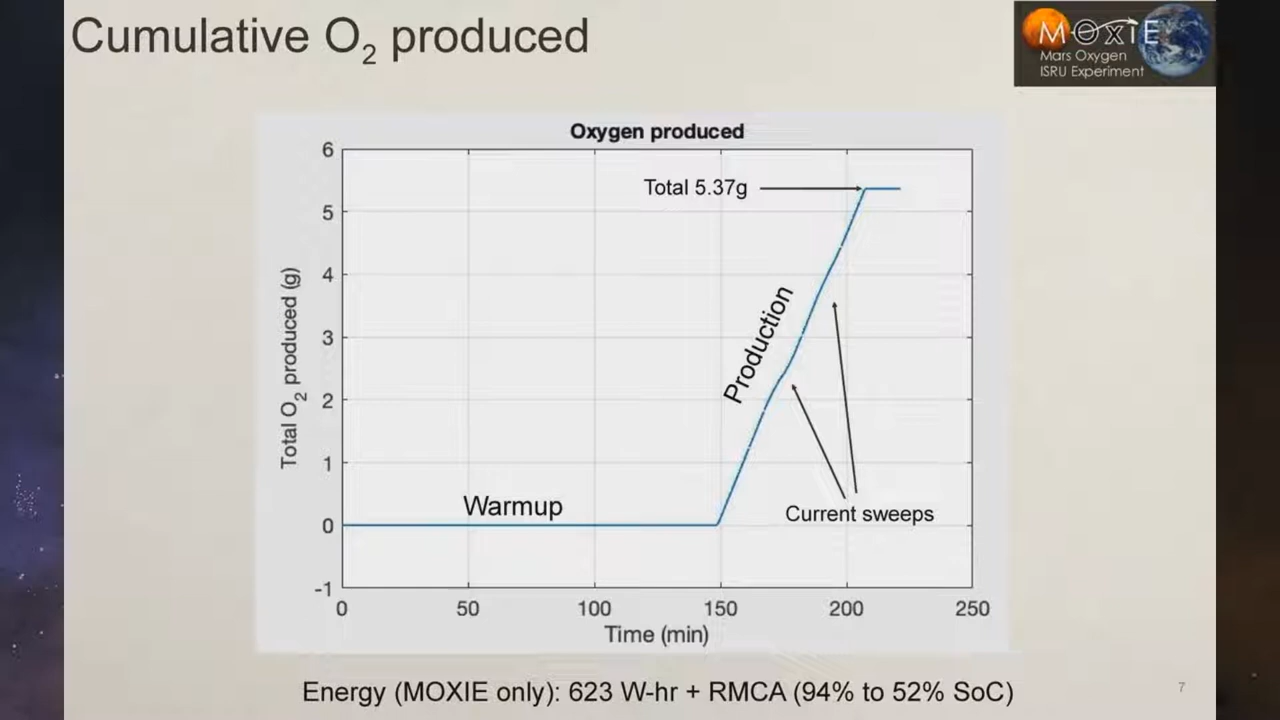 Cumulative O₂ produced
MOXIE
Mars Oxygen
ISRU Experiment
Oxygen produced
6
5
4
3
2
1
0
-1
Total O₂ produced (g)
Total 5.37g
Production
Warmup
Current sweeps
0 50 100 150 200 250
Time (min)
Energy (MOXIE only): 623 W-hr + RMCA (94% to 52% SoC)
7